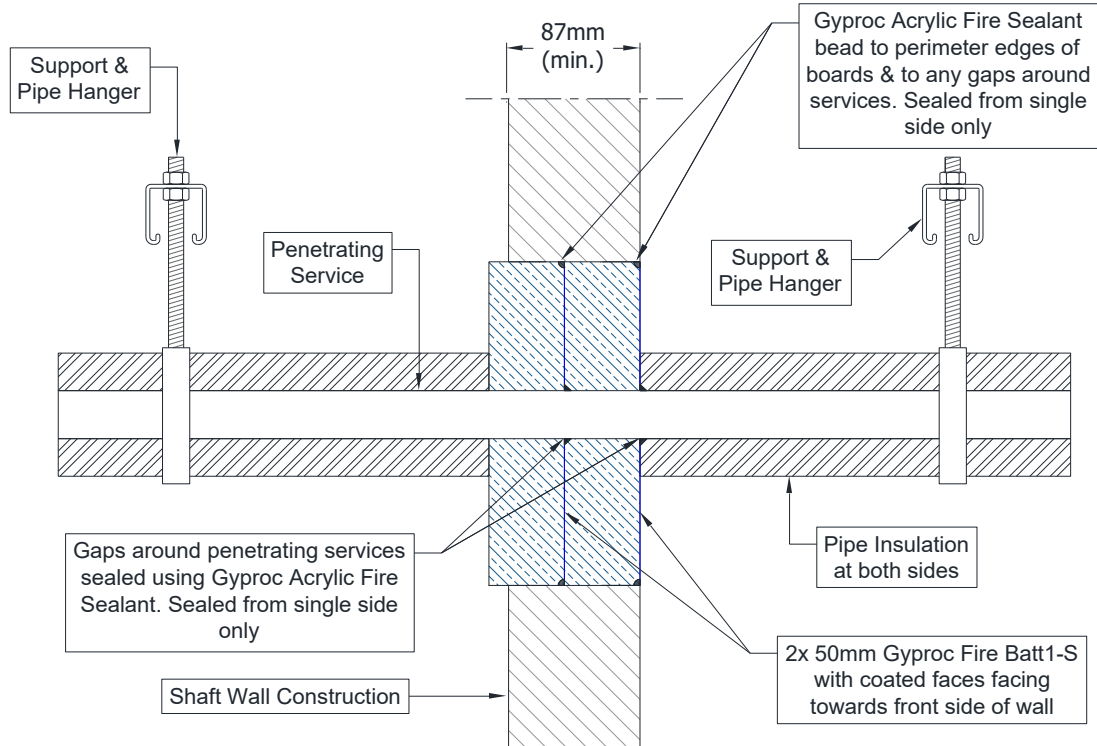 87mm
(min.)
Gyproc Acrylic Fire Sealant
bead to perimeter edges of
boards & to any gaps around
services. Sealed from single
side only
Support &
Pipe Hanger
Penetrating
Service
Support &
Pipe Hanger
Gaps around penetrating services
sealed using Gyproc Acrylic Fire
Sealant. Sealed from single side
only
Pipe Insulation
at both sides
Shaft Wall Construction
2x 50mm Gyproc Fire Batt1-S
with coated faces facing
towards front side of wall